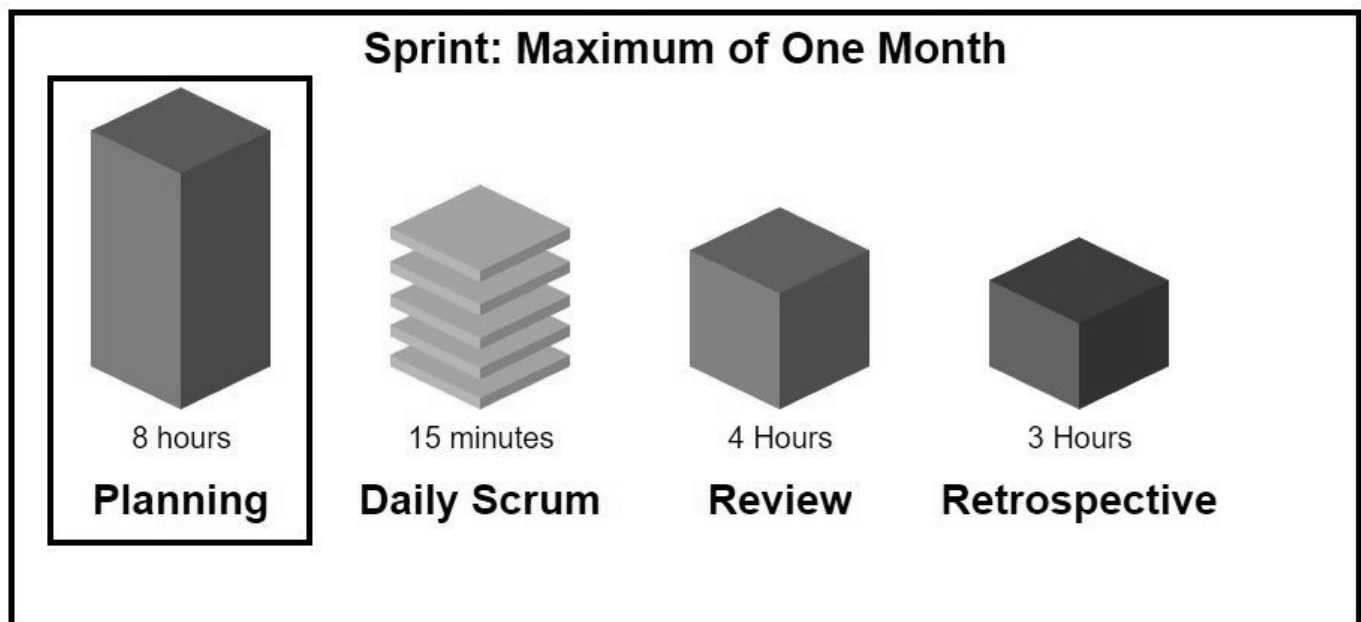 Sprint: Maximum of One Month
8 hours
15 minutes
4 Hours
3 Hours
Planning
Daily Scrum
Review
Retrospective